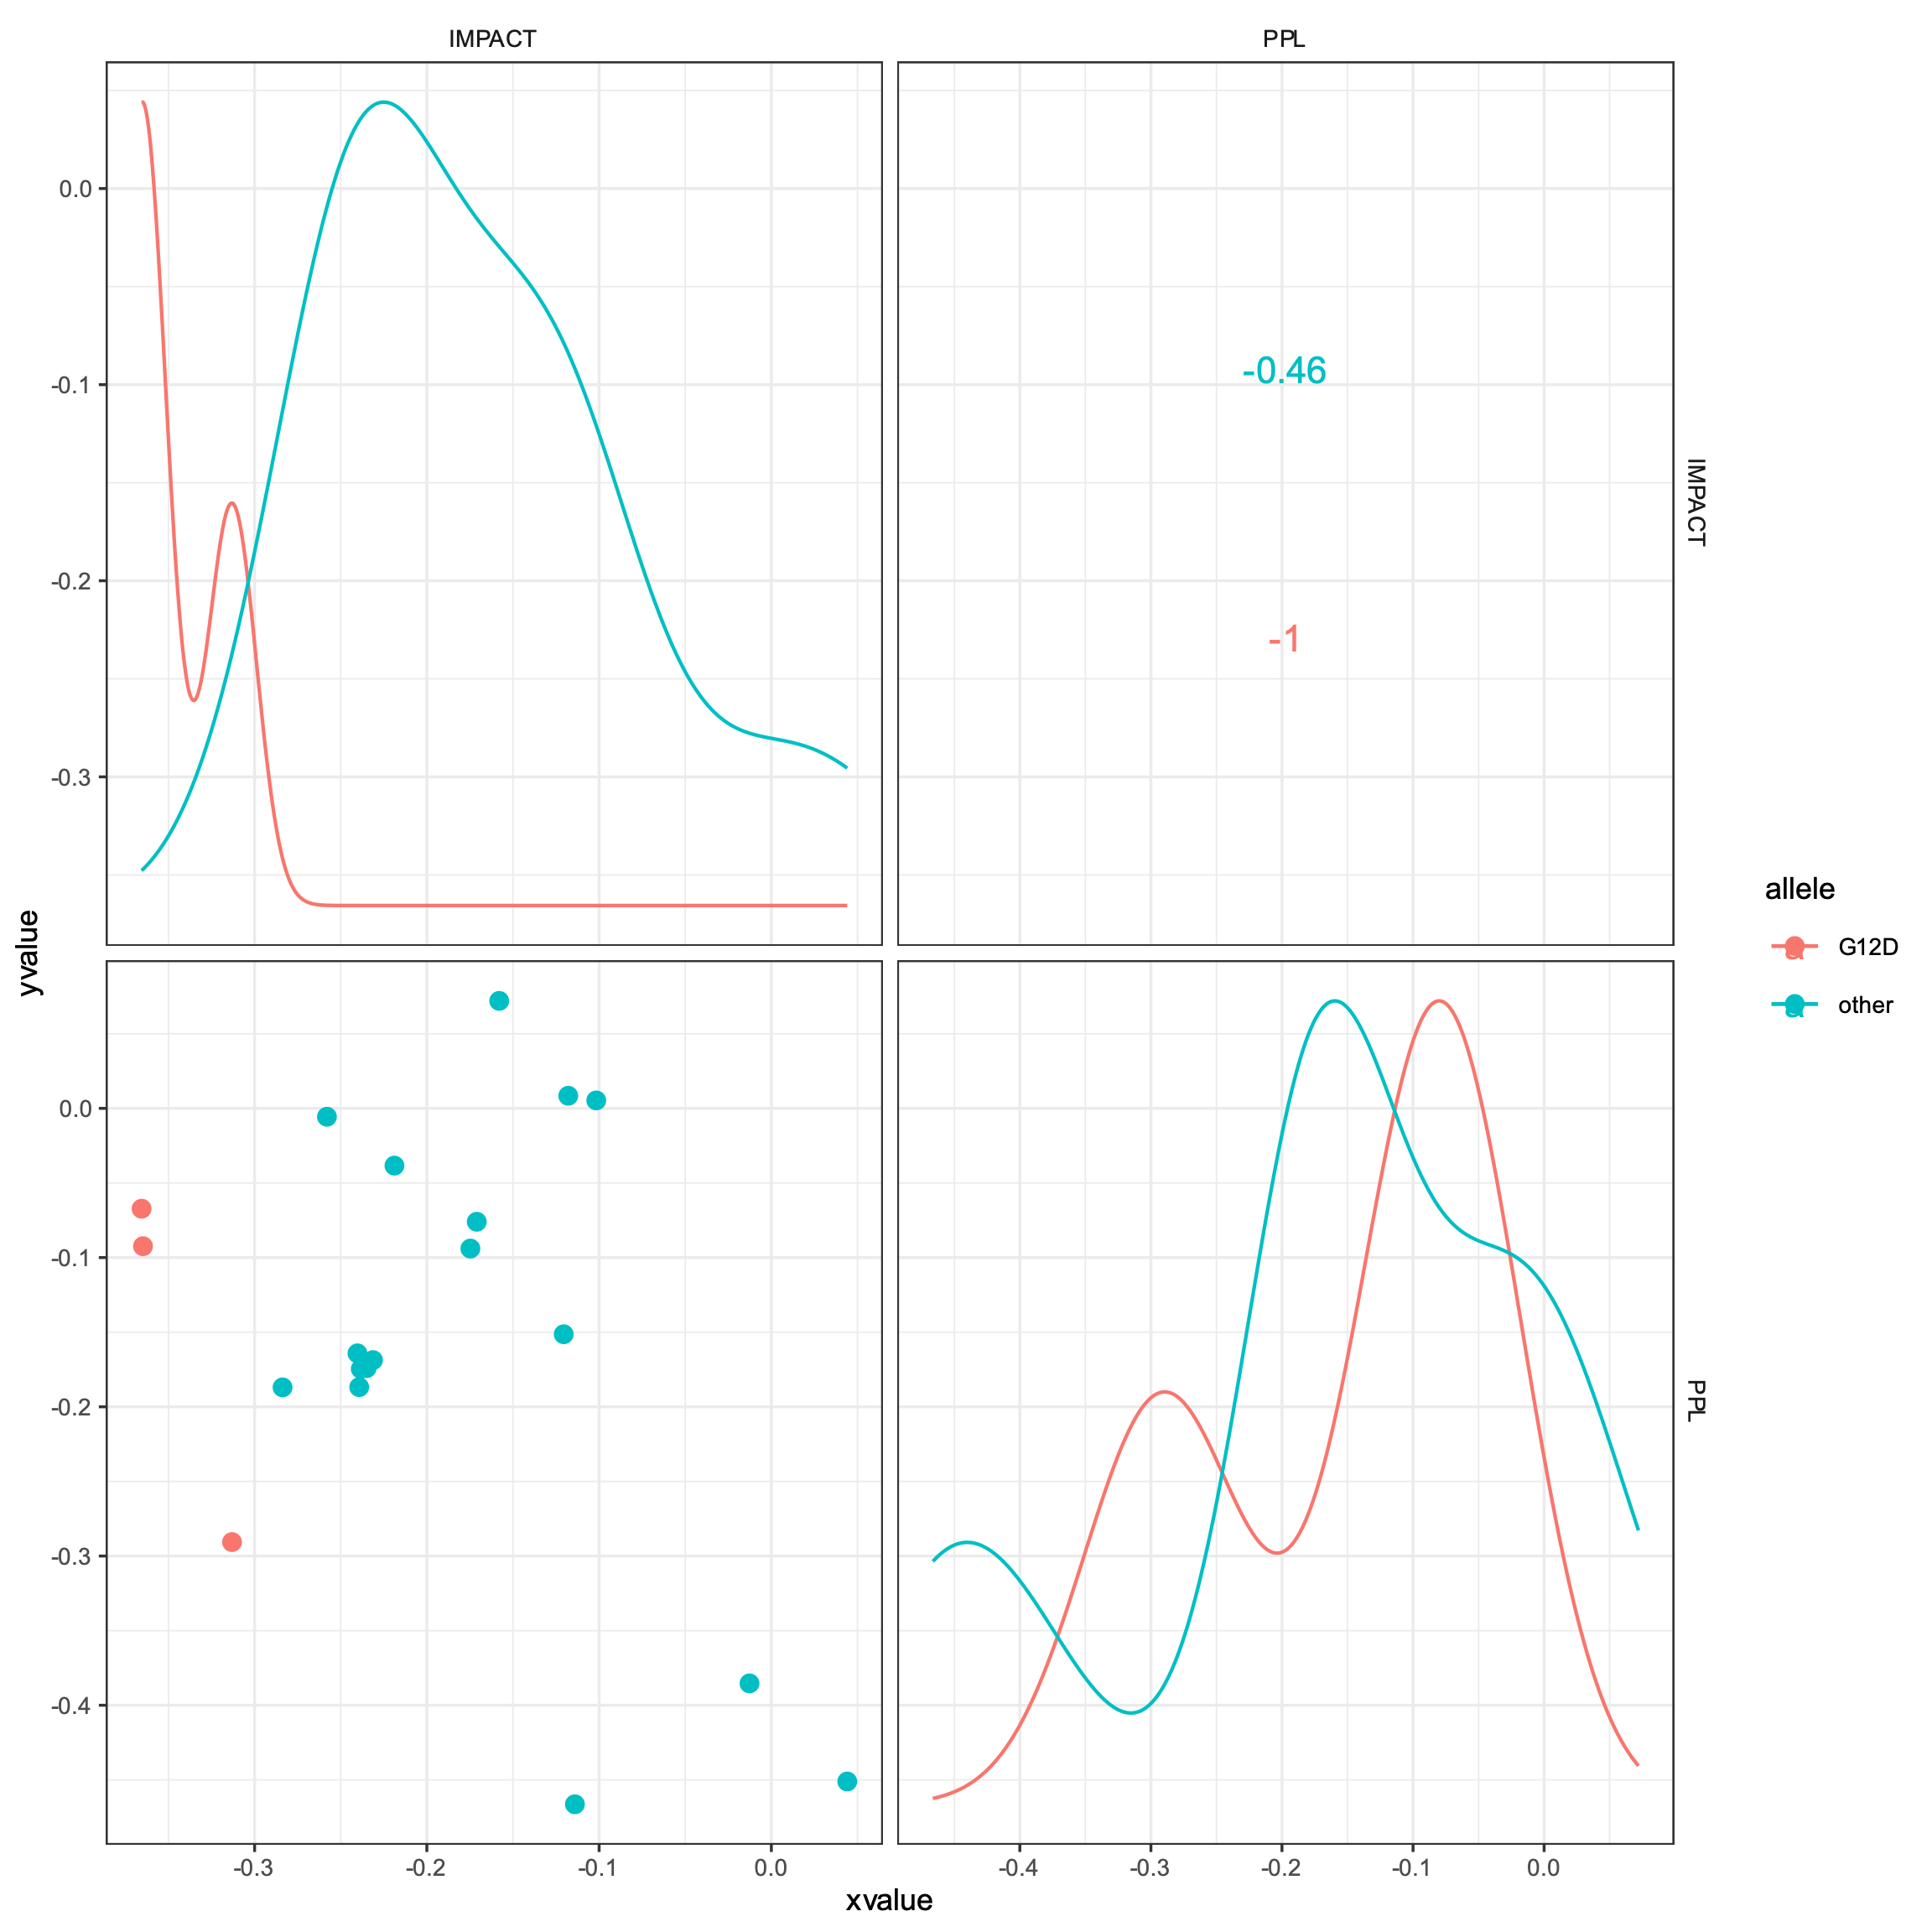 IMPACT PPL
0.0
-0.1
-0.2
-0.3
-0.46
-1
IMPACT
yvalue
allele
G12D
other
0.0
-0.1
-0.2
-0.3
-0.4
PPL
-0.3 -0.2 -0.1 0.0 -0.4 -0.3 -0.2 -0.1 0.0
xvalue